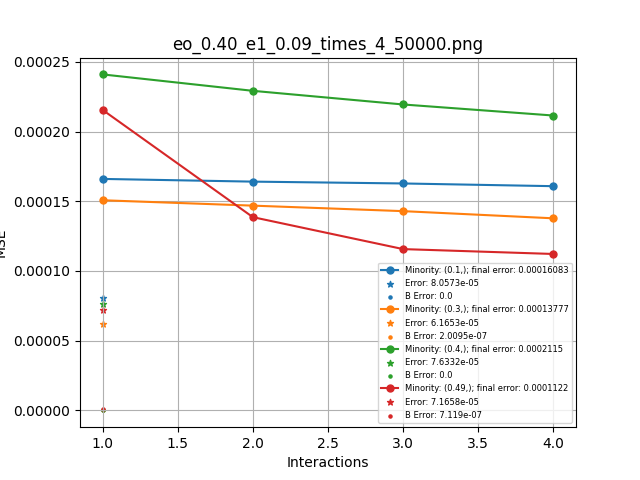 eo_0.40_e1_0.09_times_4_50000.png
0.00025
0.00020
0.00015
0.00010
0.00005
0.00000
MSE
Minority: (0.1,); final error: 0.00016083
Error: 8.0573e-05
B Error: 0.0
Minority: (0.3,); final error: 0.00013777
Error: 6.1653e-05
B Error: 2.0095e-07
Minority: (0.4,); final error: 0.0002115
Error: 7.6332e-05
B Error: 0.0
Minority: (0.49,); final error: 0.0001122
Error: 7.1658e-05
B Error: 7.119e-07
1.0 1.5 2.0 2.5 3.0 3.5 4.0
Interactions